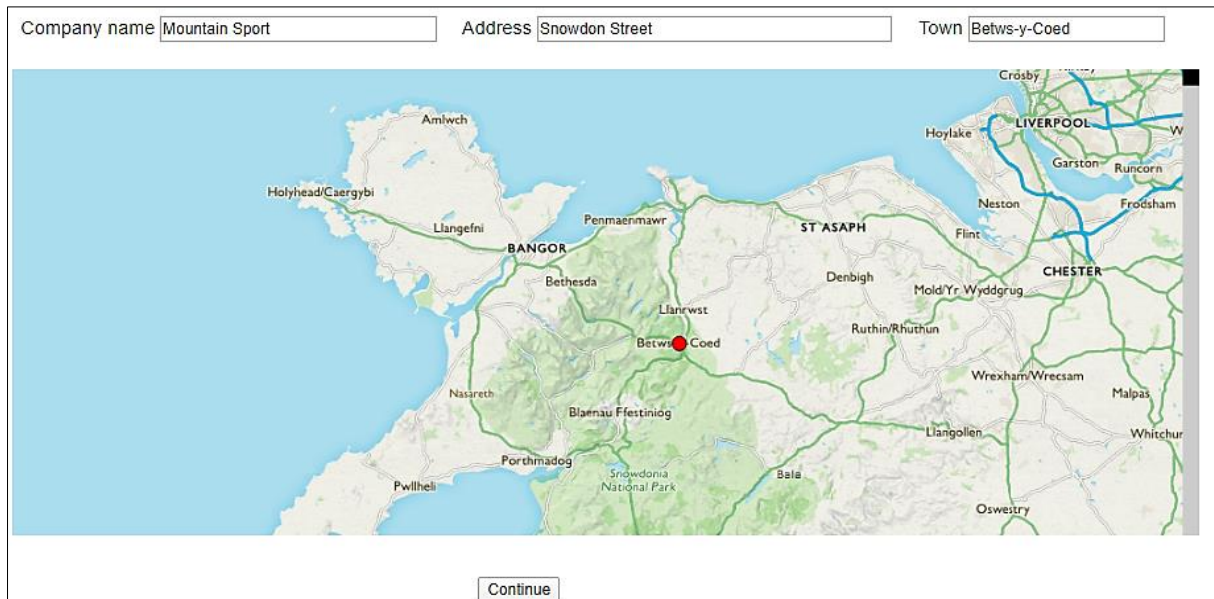 Company name Mountain Sport Address Snowdon Street Town Betws-y-Coed
Crosby
LIVERPOOL
Hoylake
Amlwch
Garston
Runcorn
Holyhead/Caergybi
Neston
Frodsham
Penmaenmawr
Llangefni
ST ASAPH
Flint
BANGOR
CHESTER
Bethesda
Denbigh
Mold/Yr Wyddgrug
Llanrwst
Ruthin/Rhuthun
Betws Coed
Wrexham/Wrecsam
Nasareth
Malpas
Blaenau Ffestiniog
Llangollen
Whitchur
Porthmadog
Snowdonia
National Park
Bala
Pwllheli
Oswestry
Continue